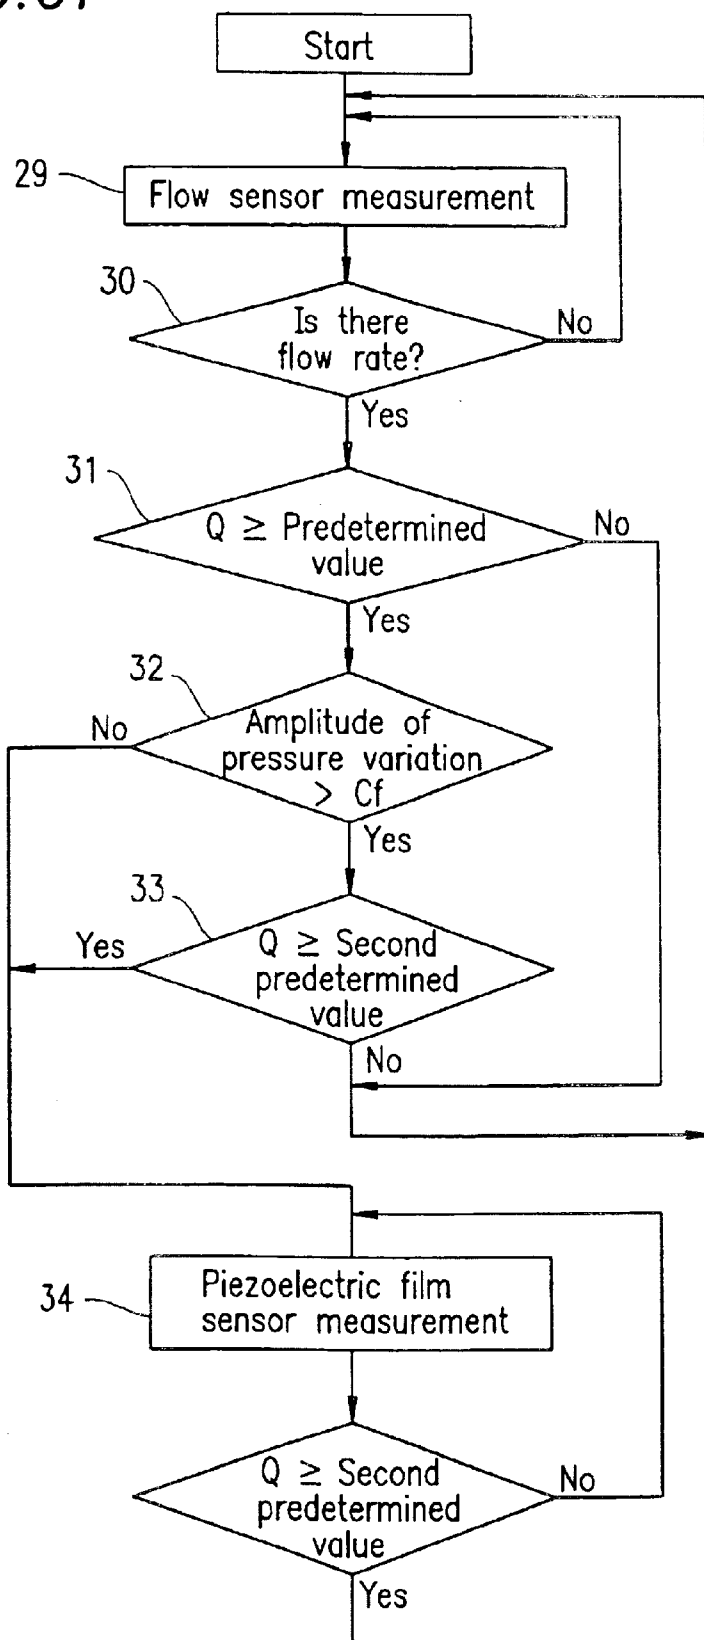 Start
29
Flow sensor measurement
30
Is there
flow rate?
No
Yes
31
Q ≥ Predetermined
value
No
Yes
32
No
Amplitude of
pressure variation
> Cf
Yes
33
Yes
Q ≥ Second
predetermined
value
No
34
Piezoelectric film
sensor measurement
Q ≥ Second
predetermined
value
No
Yes